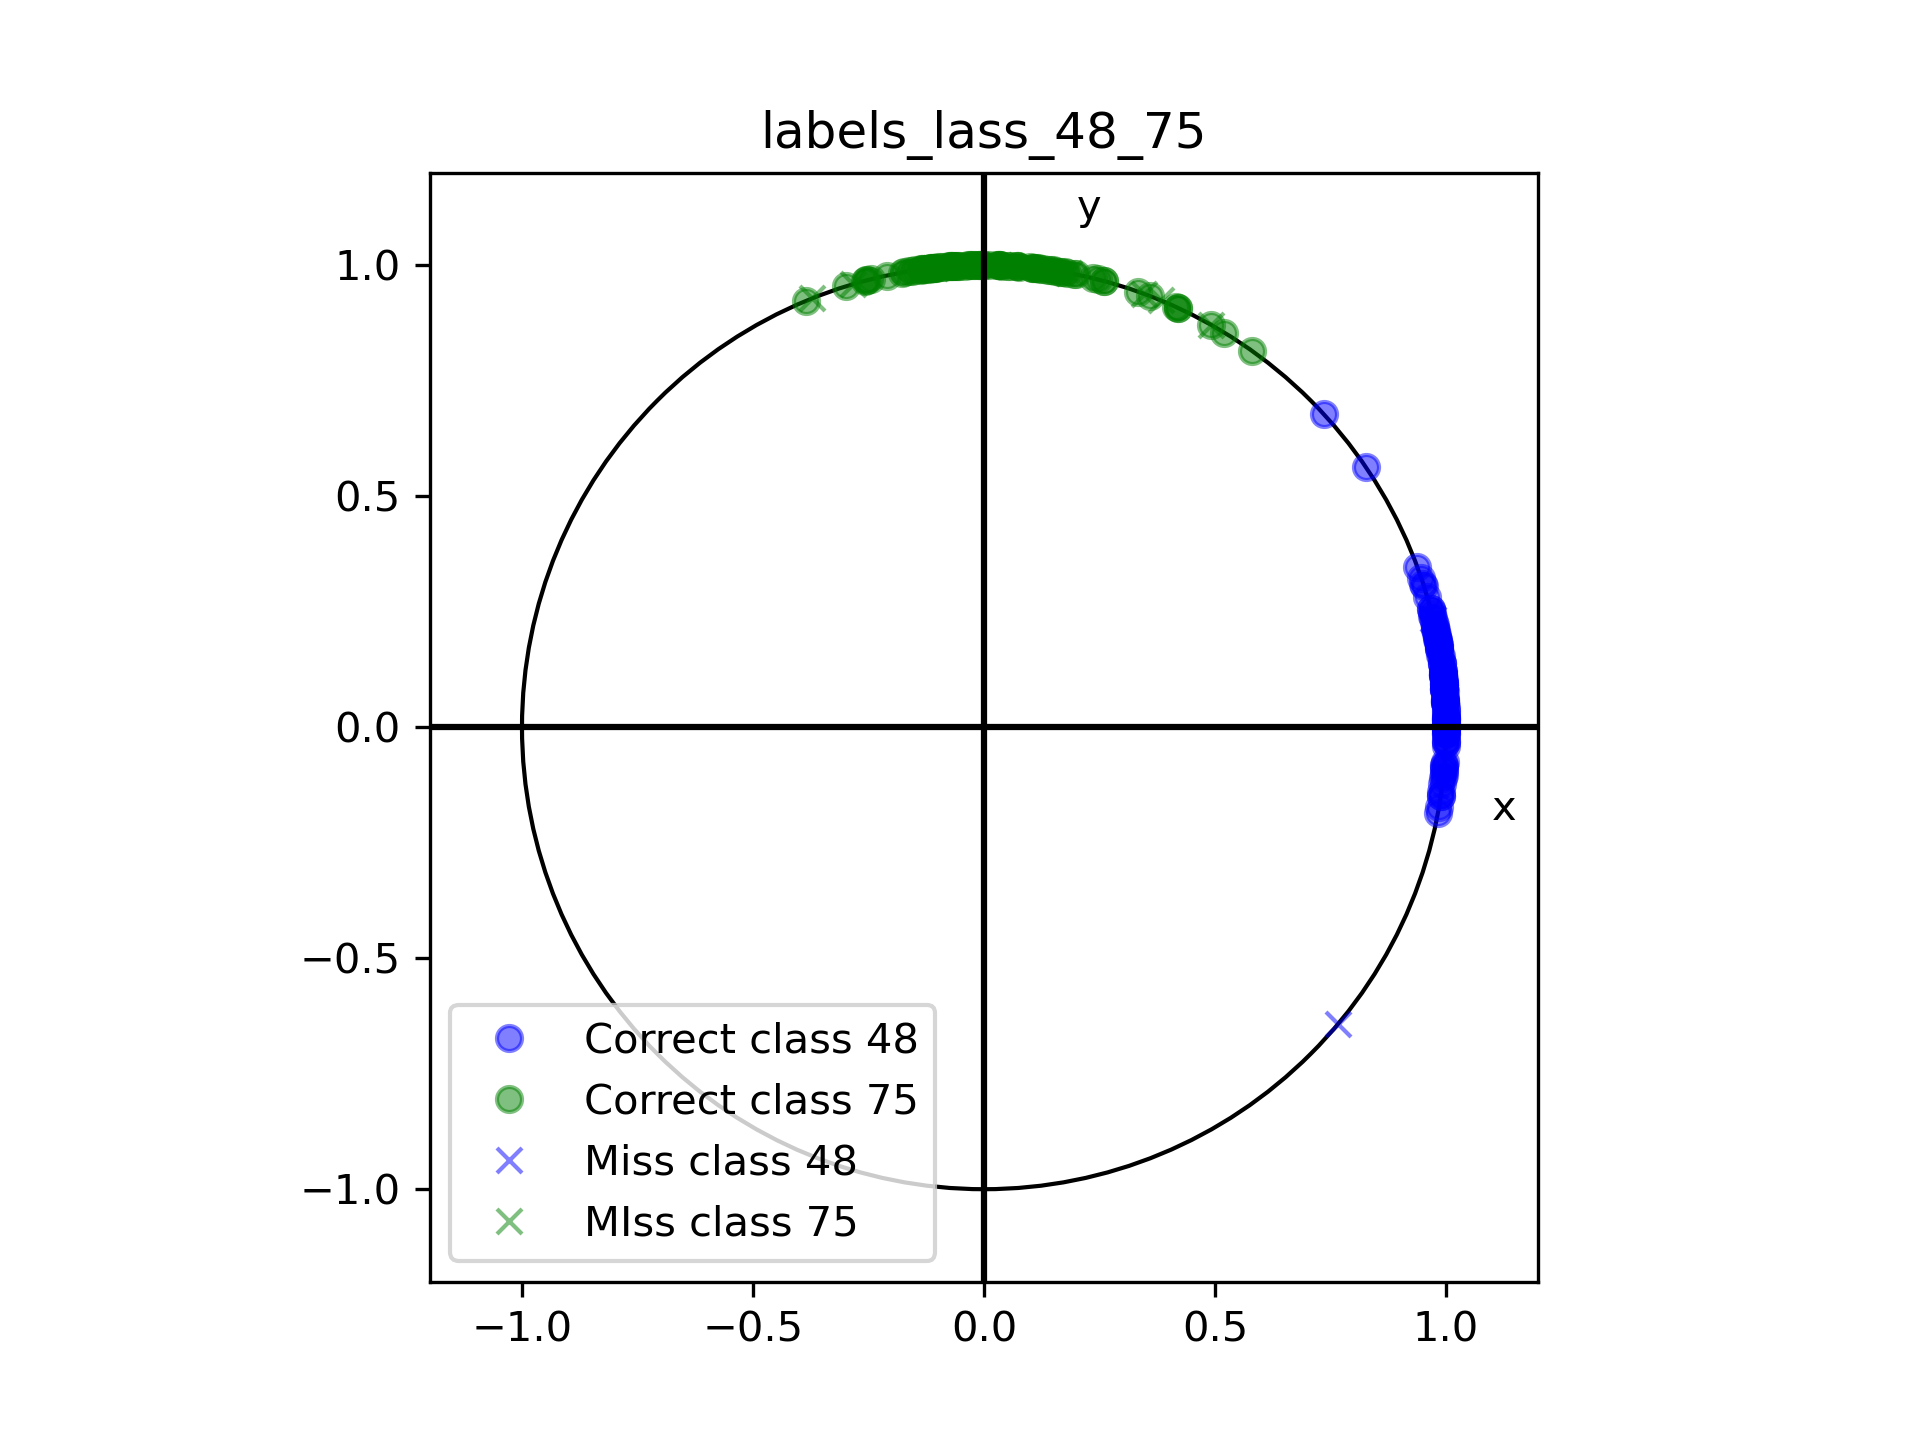 labels_lass_48_75
y
1.0
0.5
0.0
−0.5
−1.0
x
Correct class 48
Correct class 75
Miss class 48
MIss class 75
−1.0 −0.5 0.0 0.5 1.0